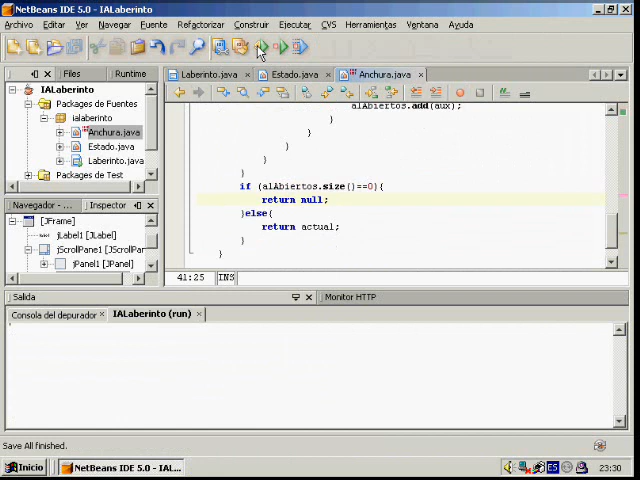 NetBeans IDE 5.0 - IALaberinto
Archivo Editar Ver Navegar Fuente Refactorizar Construir Ejecutar CVS Herramientas Ventana Ayuda
Files Runtime
Laberinto.java Estado.java Anchura.java
IALaberinto
Paquetes de Fuentes
ialaberinto
Anchura.java
Estado.java
Laberinto.java
Paquetes de Test
alAbiertos.add(aux);
}
}
}
}
}
if (alAbiertos.size()==0){
return null;
}else{
return actual;
}
}
Navegador - Inspector
[JFrame]
jLabel1 [JLabel]
jScrollPane1 [JScrollPan
jPanel1 [JPanel]
41:25 INS
Salida Monitor HTTP
Consola del depurador IALaberinto (run)
Save All finished.
Inicio NetBeans IDE 5.0 - IAL... ES 23:30